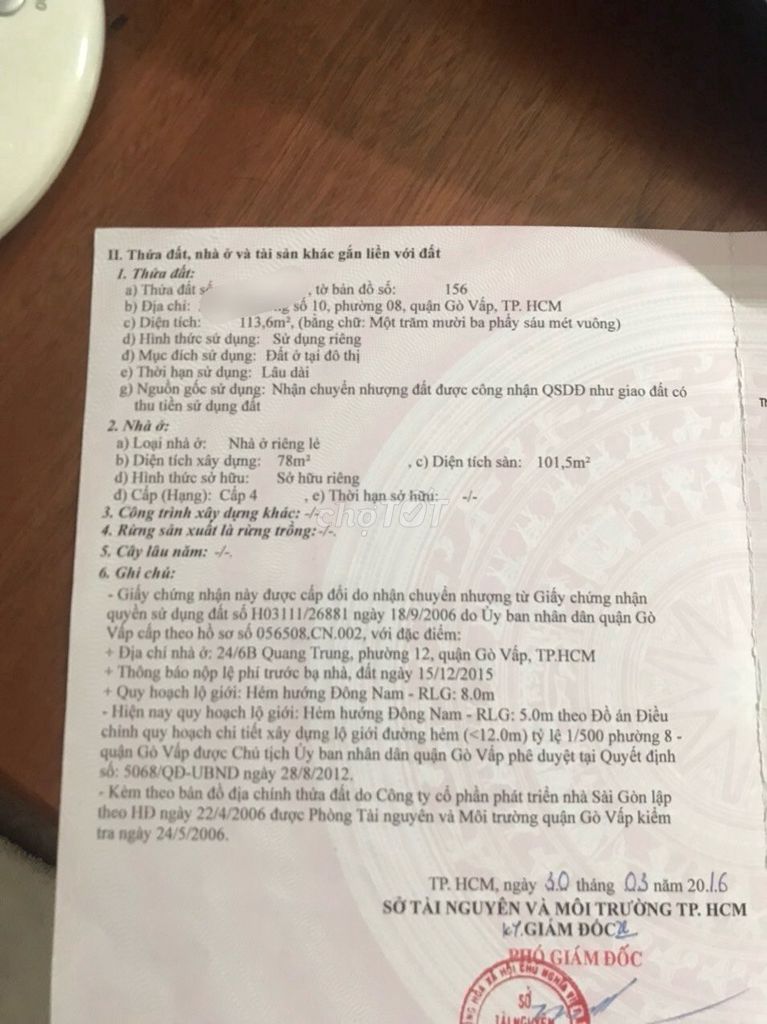 II. Thửa đất, nhà ở và tài sản khác gắn liền với đất
1. Thửa đất:
a) Thửa đất số , tờ bản đồ số: 156
b) Địa chỉ: số 10, phường 08, quận Gò Vấp, TP. HCM
c) Diện tích: 113,6m², (bằng chữ: Một trăm mười ba phẩy sáu mét vuông)
d) Hình thức sử dụng: Sử dụng riêng
đ) Mục đích sử dụng: Đất ở tại đô thị
e) Thời hạn sử dụng: Lâu dài
g) Nguồn gốc sử dụng: Nhận chuyển nhượng đất được công nhận QSDĐ như giao đất có
thu tiền sử dụng đất
2. Nhà ở:
a) Loại nhà ở: Nhà ở riêng lẻ
b) Diện tích xây dựng: 78m² , c) Diện tích sàn: 101,5m²
d) Hình thức sở hữu: Sở hữu riêng
đ) Cấp (Hạng): Cấp 4 , e) Thời hạn sở hữu: -/-
3. Công trình xây dựng khác: -/-
chợTỐT
4. Rừng sản xuất là rừng trồng: -/-.
5. Cây lâu năm: -/-.
6. Ghi chú:
- Giấy chứng nhận này được cấp đổi do nhận chuyển nhượng từ Giấy chứng nhận
quyền sử dụng đất số H03111/26881 ngày 18/9/2006 do Ủy ban nhân dân quận Gò
Vấp cấp theo hồ sơ số 056508.CN.002, với đặc điểm:
+ Địa chỉ nhà ở: 24/6B Quang Trung, phường 12, quận Gò Vấp, TP.HCM
+ Thông báo nộp lệ phí trước bạ nhà, đất ngày 15/12/2015
+ Quy hoạch lộ giới: Hẻm hướng Đông Nam - RLG: 8.0m
- Hiện nay quy hoạch lộ giới: Hẻm hướng Đông Nam - RLG: 5.0m theo Đồ án Điều
chỉnh quy hoạch chi tiết xây dựng lộ giới đường hẻm (<12.0m) tỷ lệ 1/500 phường 8 -
quận Gò Vấp được Chủ tịch Ủy ban nhân dân quận Gò Vấp phê duyệt tại Quyết định
số: 5068/QĐ-UBND ngày 28/8/2012.
- Kèm theo bản đồ địa chính thửa đất do Công ty cổ phần phát triển nhà Sài Gòn lập
theo HĐ ngày 22/4/2006 được Phòng Tài nguyên và Môi trường quận Gò Vấp kiểm
tra ngày 24/5/2006.
TP. HCM, ngày 30 tháng 03 năm 2016
SỞ TÀI NGUYÊN VÀ MÔI TRƯỜNG TP. HCM
KT.GIÁM ĐỐC
PHÓ GIÁM ĐỐC
HÒA XÃ HỘI CHỦ NGHĨA
SỞ
TÀI NGUYÊN